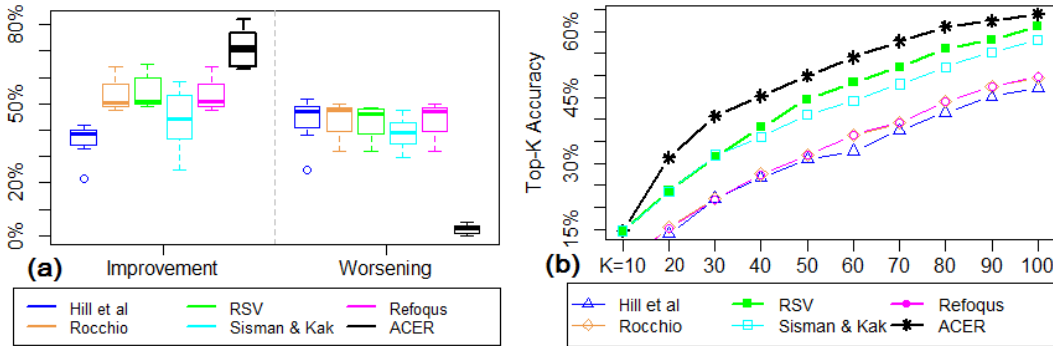 80%
50%
20%
0%
(a)
Improvement
Worsening
Hill et al
RSV
Refoqus
Rocchio
Sisman & Kak
ACER
Top-K Accuracy
60%
45%
30%
15%
(b)
K=10 20 30 40 50 60 70 80 90 100
Hill et al
RSV
Refoqus
Rocchio
Sisman & Kak
ACER